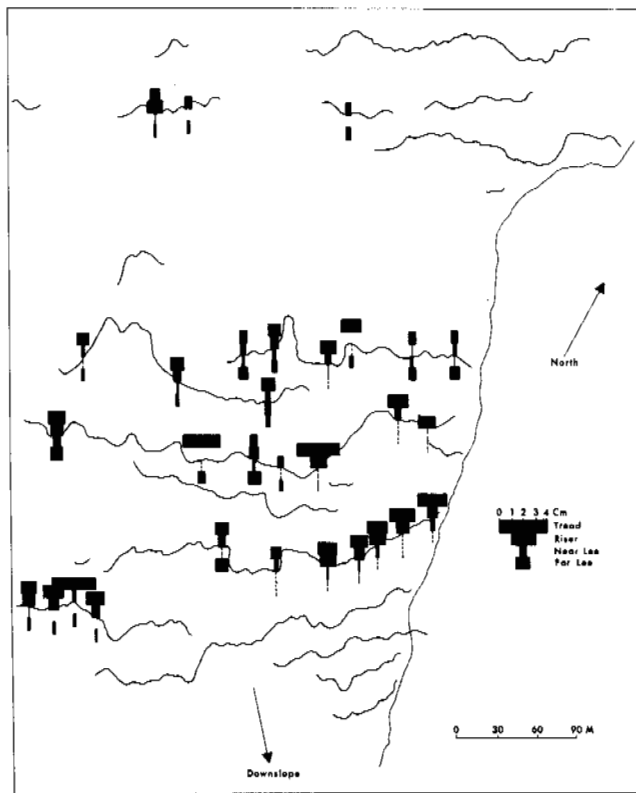 North
0 1 2 3 4 Cm
Tread
Riser
Near Lee
Far Lee
0 30 60 90 M
Downslope